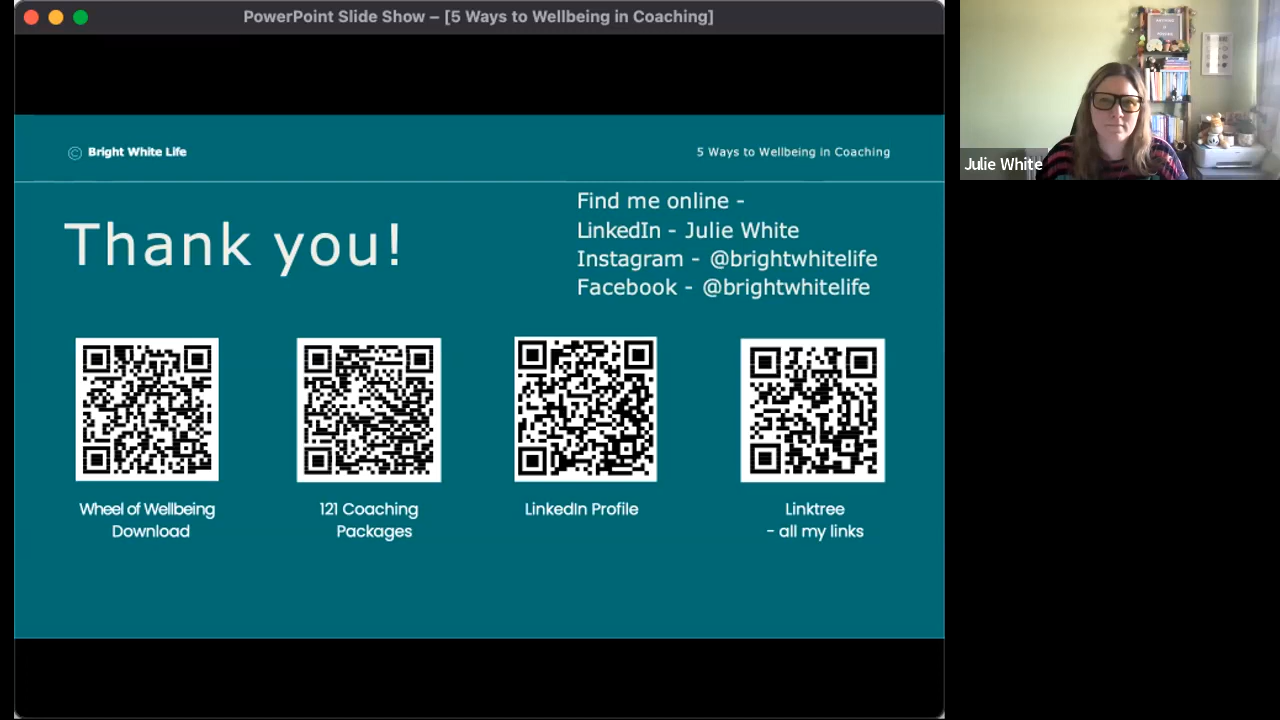 PowerPoint Slide Show – [5 Ways to Wellbeing in Coaching]
© Bright White Life
5 Ways to Wellbeing in Coaching
Thank you!
Find me online -
LinkedIn - Julie White
Instagram - @brightwhitelife
Facebook - @brightwhitelife
Wheel of Wellbeing
Download
121 Coaching
Packages
LinkedIn Profile
Linktree
- all my links
Julie White